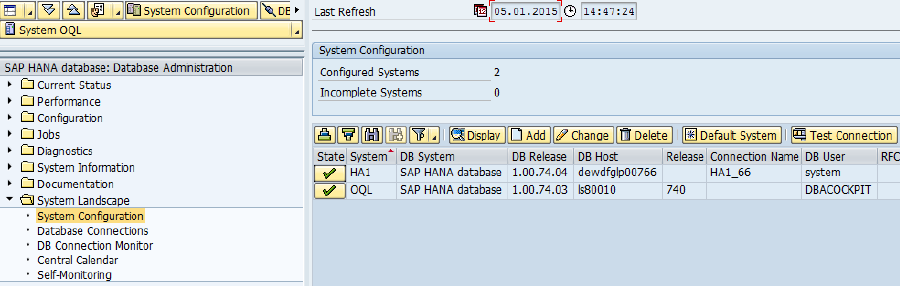 System Configuration DB
System OQL
SAP HANA database: Database Administration
Current Status
Performance
Configuration
Jobs
Diagnostics
System Information
Documentation
System Landscape
System Configuration
Database Connections
DB Connection Monitor
Central Calendar
Self-Monitoring
Last Refresh 05.01.2015 14:47:24
System Configuration
Configured Systems 2
Incomplete Systems 0
Display Add Change Delete Default System Test Connection
State System DB System DB Release DB Host Release Connection Name DB User RFC
HA1 SAP HANA database 1.00.74.04 dewdfglp00766 HA1_66 system
OQL SAP HANA database 1.00.74.03 ls80010 740 DBACOCKPIT